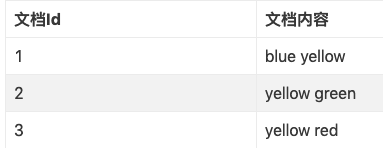 文档Id 文档内容
1 blue yellow
2 yellow green
3 yellow red